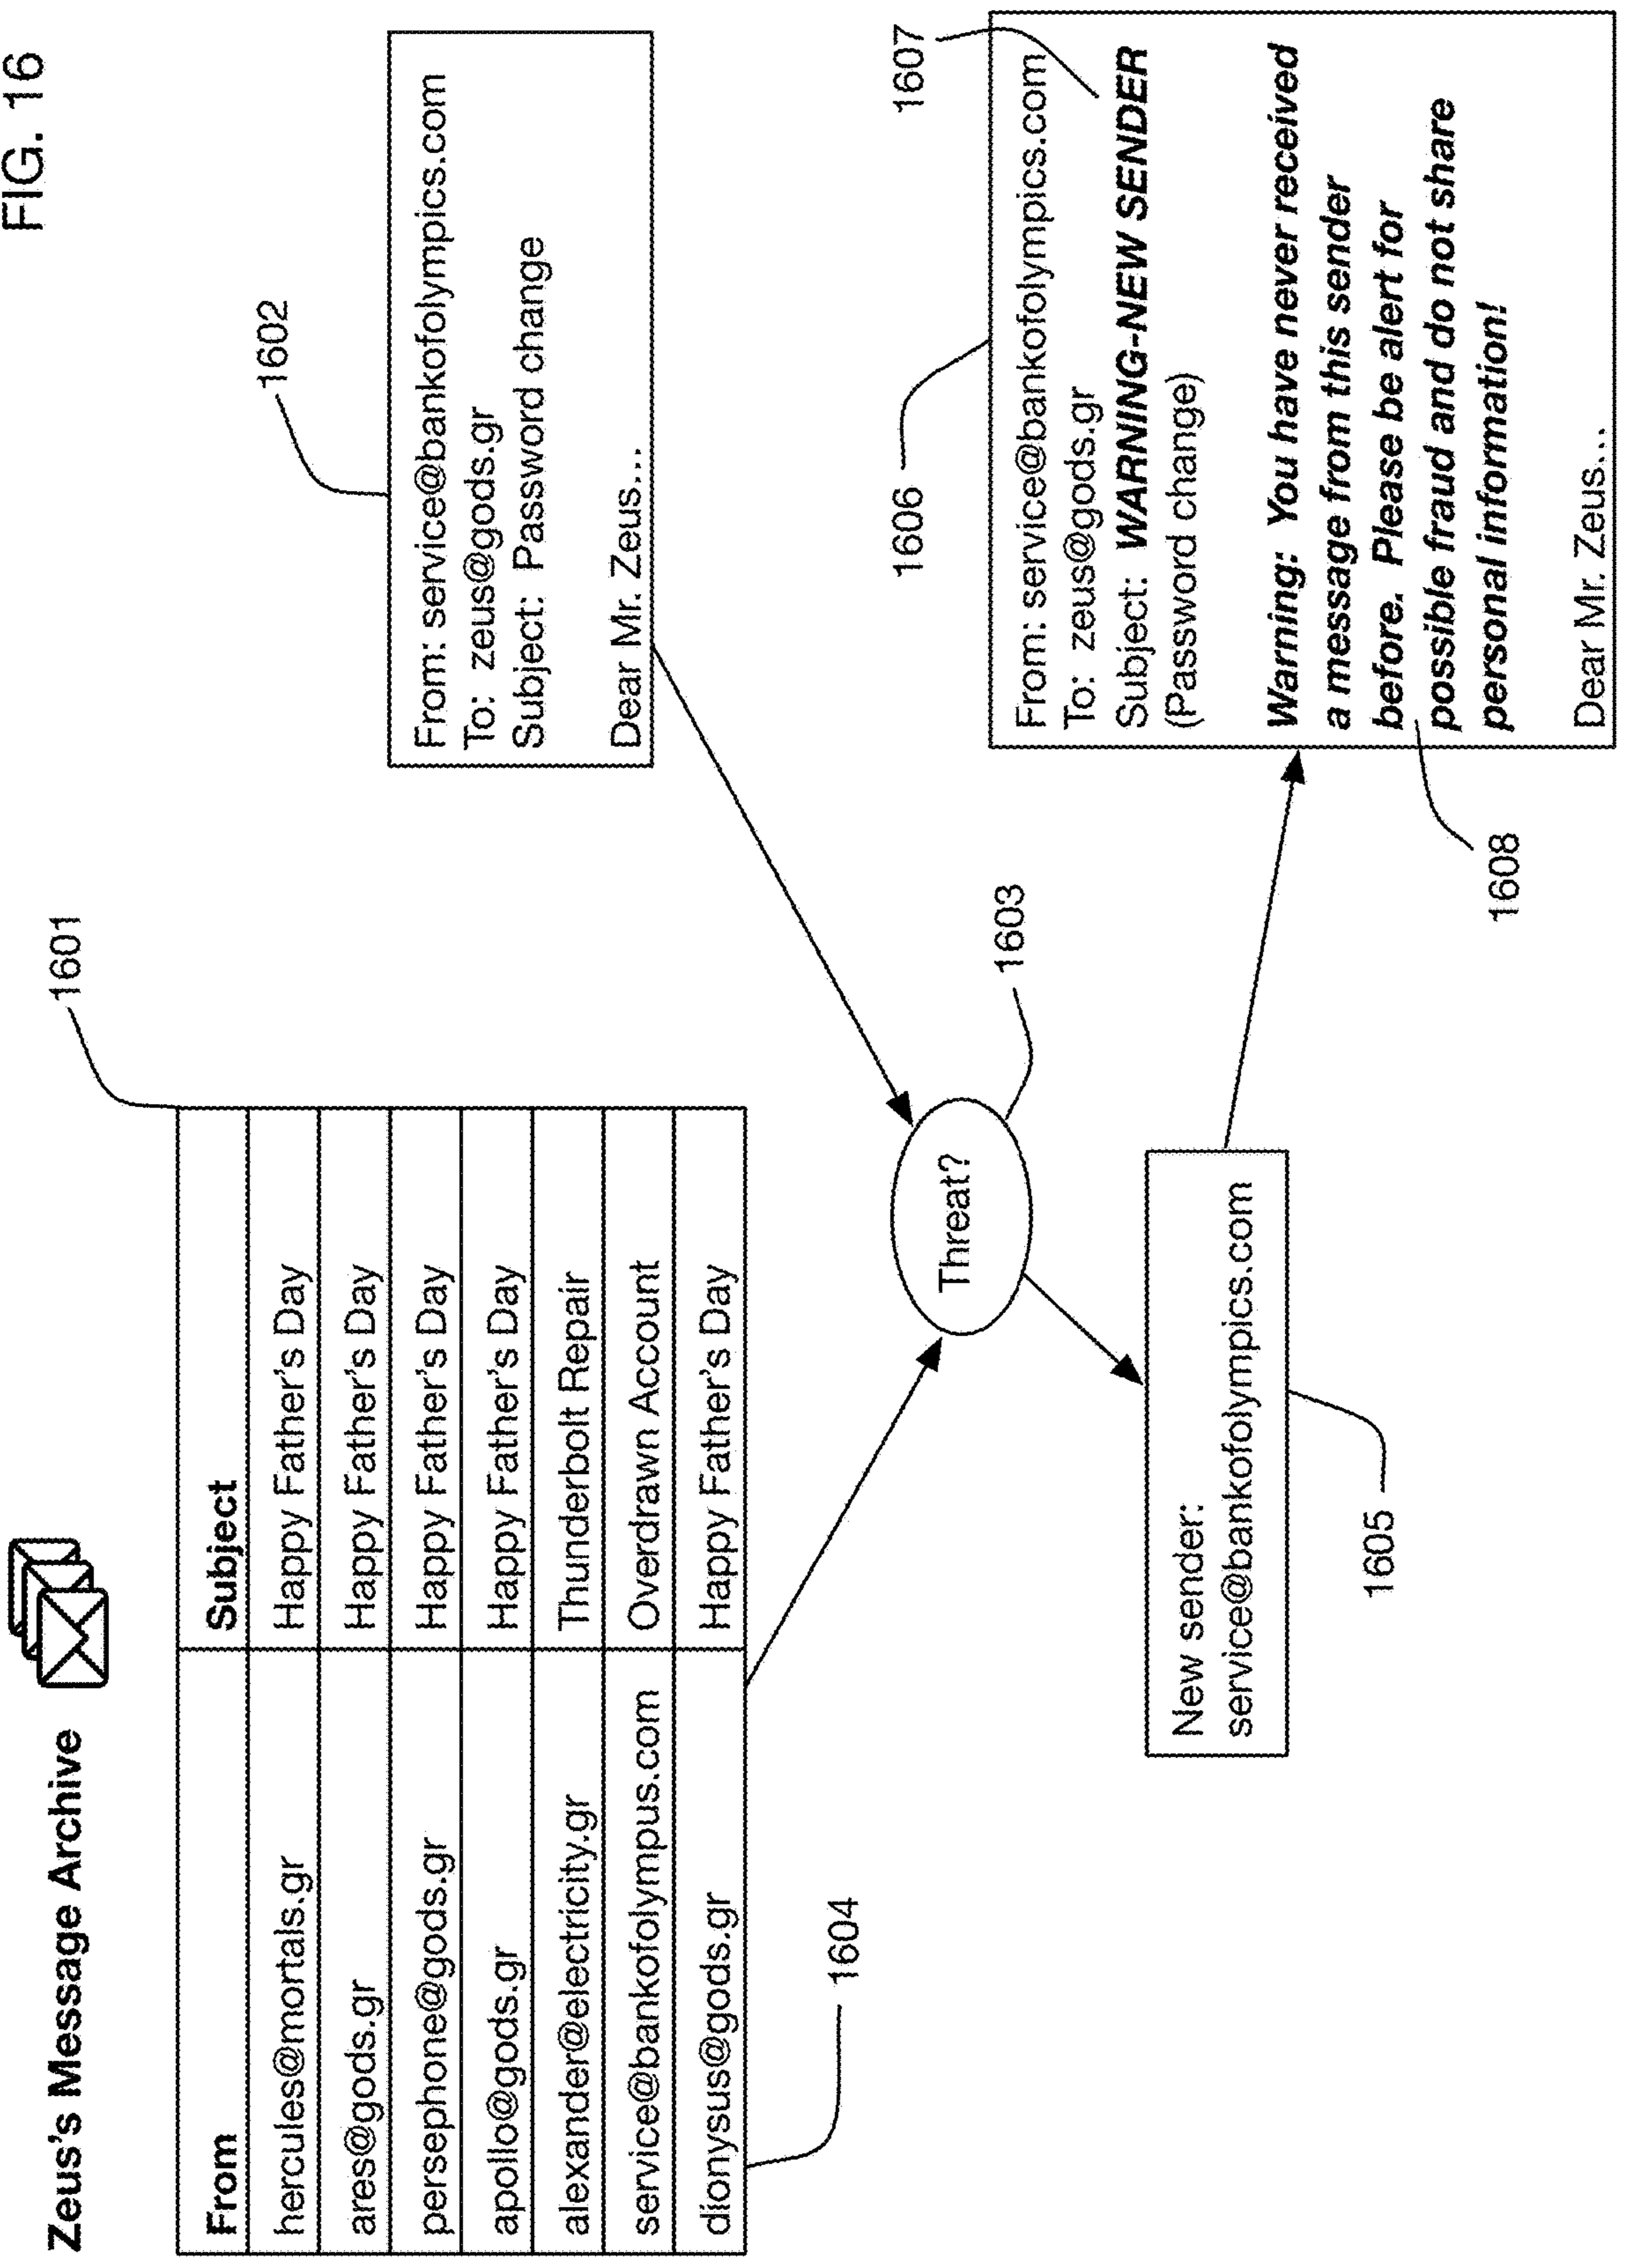 FIG. 16
Zeus's Message Archive
1601
From Subject
hercules@mortals.gr Happy Father's Day
ares@gods.gr Happy Father's Day
persephone@gods.gr Happy Father's Day
apollo@gods.gr Happy Father's Day
alexander@electricity.gr Thunderbolt Repair
service@bankofolympus.com Overdrawn Account
dionysus@gods.gr Happy Father's Day
1604
1602
From: service@bankofolympics.com
To: zeus@gods.gr
Subject: Password change
Dear Mr. Zeus...
Threat?
1603
New sender:
service@bankofolympics.com
1605
1606
1607
From: service@bankofolympics.com
To: zeus@gods.gr
Subject: WARNING-NEW SENDER
(Password change)
Warning: You have never received
a message from this sender
before. Please be alert for
possible fraud and do not share
personal information!
Dear Mr. Zeus...
1608